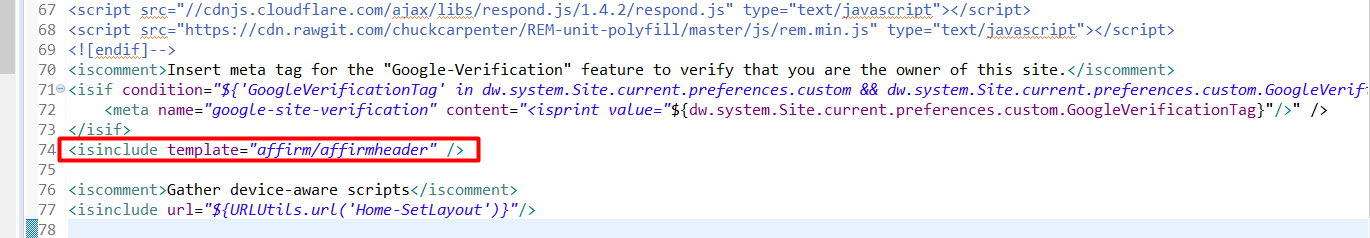 67 <script src="//cdnjs.cloudflare.com/ajax/libs/respond.js/1.4.2/respond.js" type="text/javascript"></script>
68 <script src="https://cdn.rawgit.com/chuckcarpenter/REM-unit-polyfill/master/js/rem.min.js" type="text/javascript"></script>
69 <![endif]-->
70 <iscomment>Insert meta tag for the "Google-Verification" feature to verify that you are the owner of this site.</iscomment>
71 <isif condition="${'GoogleVerificationTag' in dw.system.Site.current.preferences.custom && dw.system.Site.current.preferences.custom.GoogleVerif
72 <meta name="google-site-verification" content="<isprint value="${dw.system.Site.current.preferences.custom.GoogleVerificationTag}"/>" />
73 </isif>
74 <isinclude template="affirm/affirmheader" />
75
76 <iscomment>Gather device-aware scripts</iscomment>
77 <isinclude url="${URLUtils.url('Home-SetLayout')}"/>
78